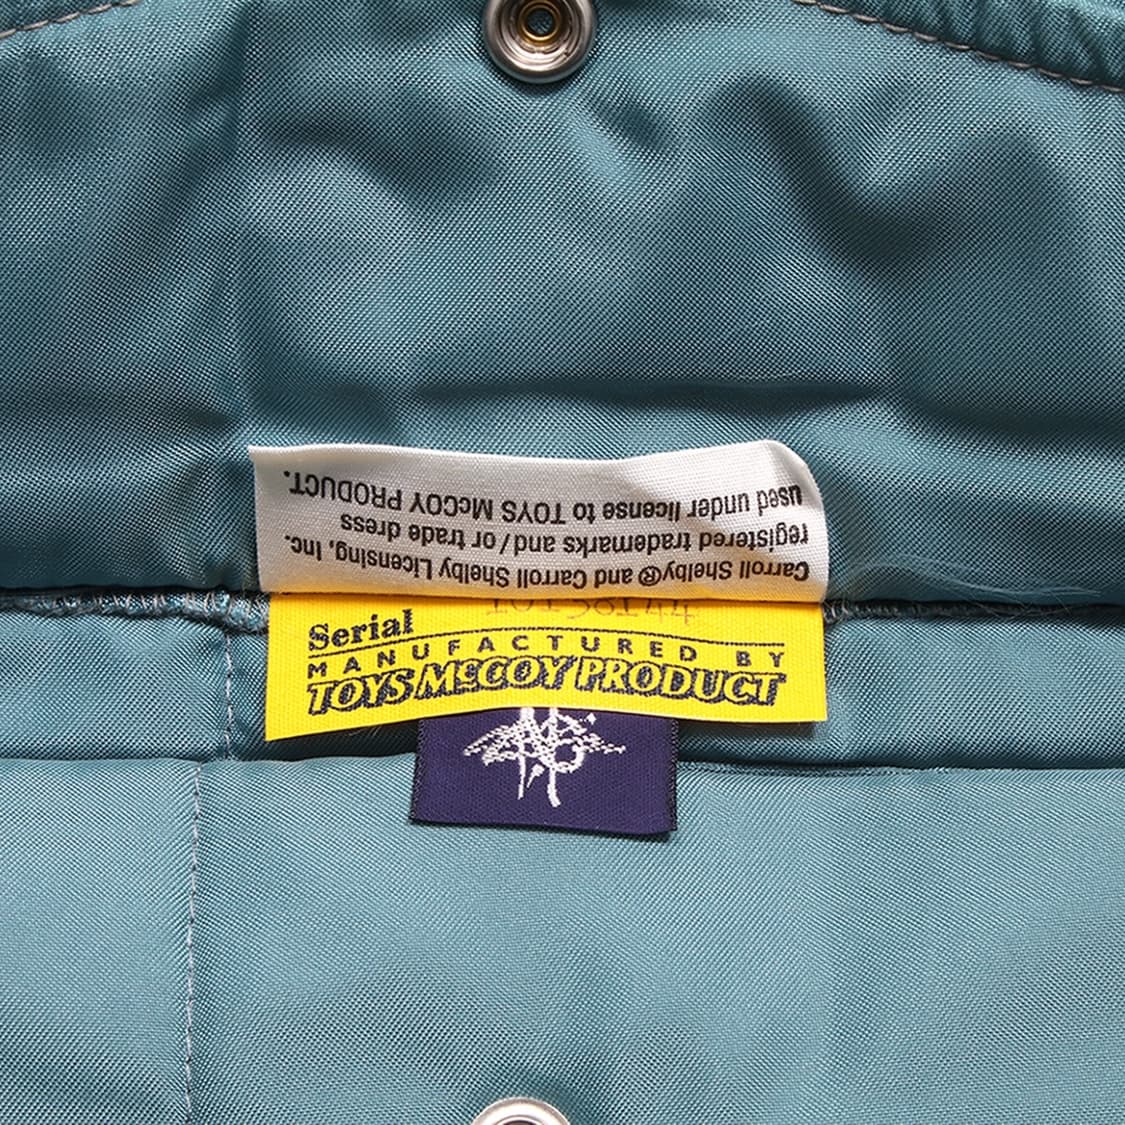 Carroll Shelby® and Carroll Shelby Licensing, Inc.
registered trademarks and/or trade dress
used under license to TOYS McCOY PRODUCT.
Serial
MANUFACTURED BY
TOYS McCOY PRODUCT